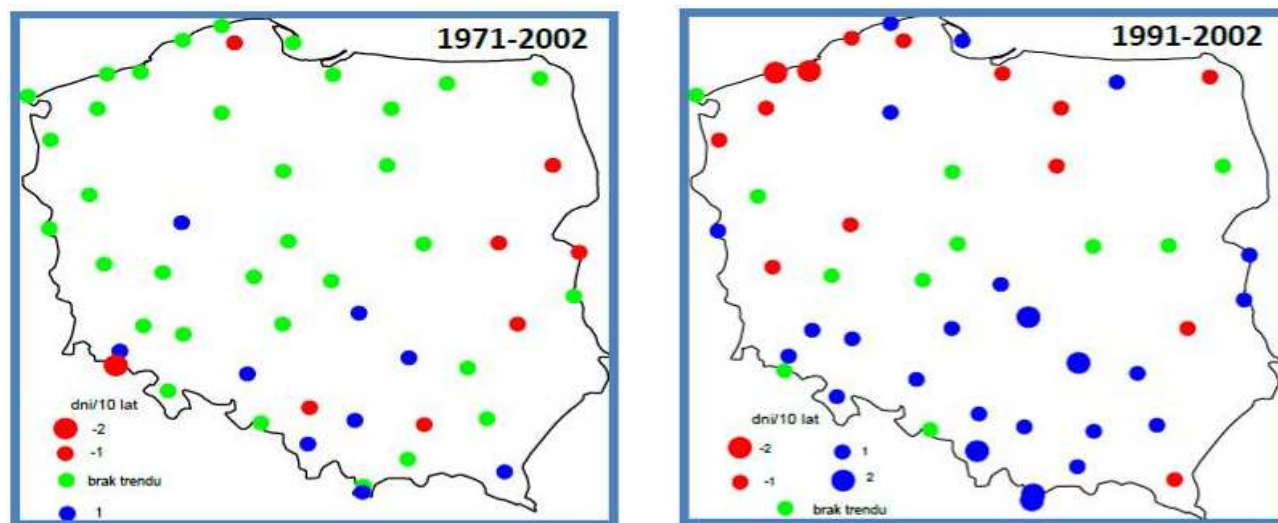 1971-2002
dni/10 lat
-2
-1
brak trendu
1
1991-2002
dni/10 lat
-2 1
-1 2
brak trendu